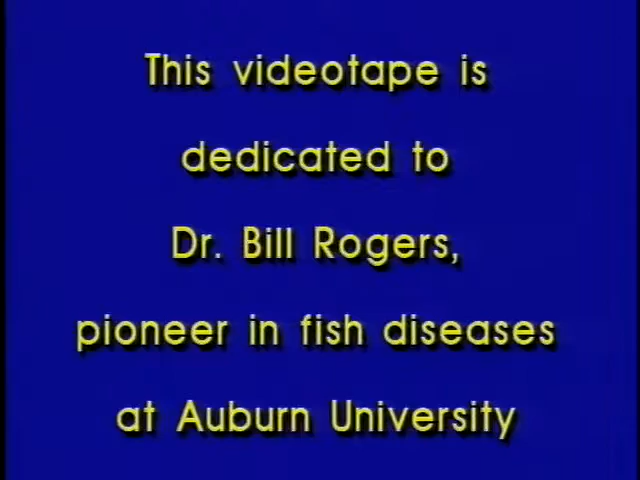 This videotape is
dedicated to
Dr. Bill Rogers,
pioneer in fish diseases
at Auburn University